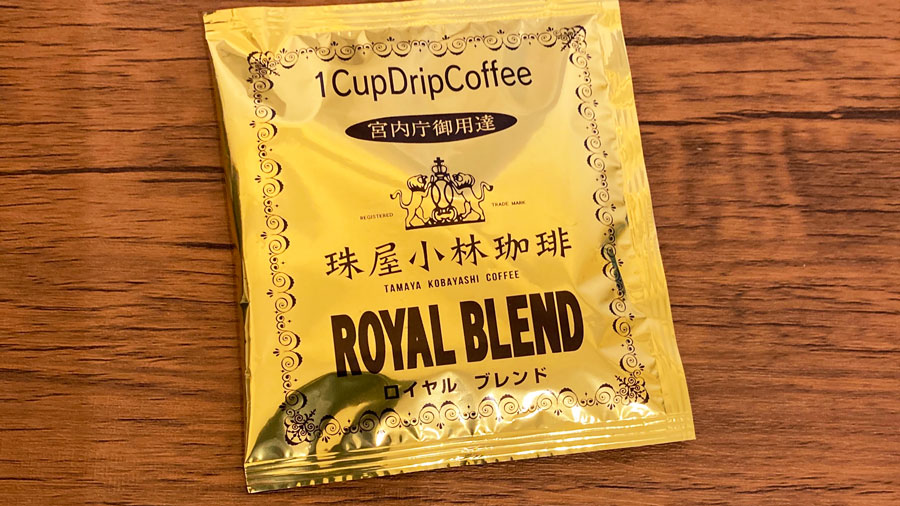 1CupDripCoffee
宮内庁御用達
REGISTERED TRADE MARK
珠屋小林珈琲
TAMAYA KOBAYASHI COFFEE
ROYAL BLEND
ロイヤル ブレンド